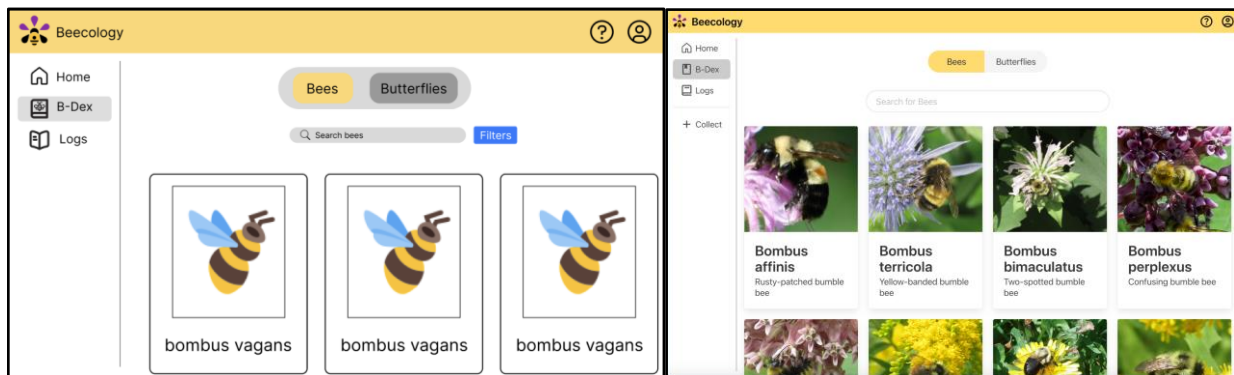 Beecology
Home
B-Dex
Logs
Bees
Butterflies
Search bees
Filters
bombus vagans
bombus vagans
bombus vagans
Beecology
Home
B-Dex
Logs
+ Collect
Bees
Butterflies
Search for Bees
Bombus
affinis
Rusty-patched bumble
bee
Bombus
terricola
Yellow-banded bumble
bee
Bombus
bimaculatus
Two-spotted bumble
bee
Bombus
perplexus
Confusing bumble bee